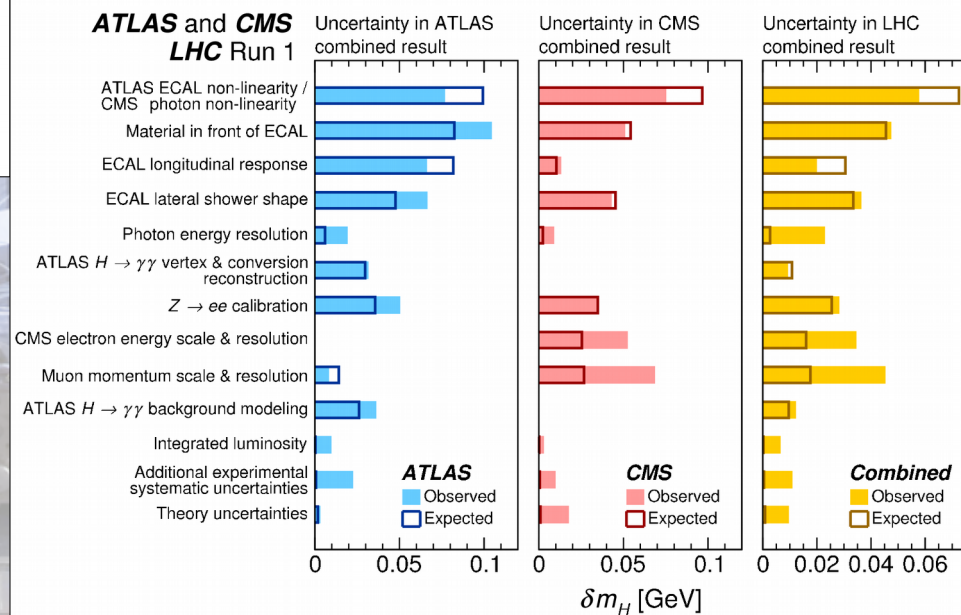 ATLAS and CMS
LHC Run 1
Uncertainty in ATLAS
combined result
Uncertainty in CMS
combined result
Uncertainty in LHC
combined result
ATLAS ECAL non-linearity /
CMS photon non-linearity
Material in front of ECAL
ECAL longitudinal response
ECAL lateral shower shape
Photon energy resolution
ATLAS H → γγ vertex & conversion
reconstruction
Z → ee calibration
CMS electron energy scale & resolution
Muon momentum scale & resolution
ATLAS H → γγ background modeling
Integrated luminosity
Additional experimental
systematic uncertainties
Theory uncertainties
ATLAS
Observed
Expected
CMS
Observed
Expected
Combined
Observed
Expected
0 0.05 0.1
0 0.05 0.1
0 0.02 0.04 0.06
δmH [GeV]